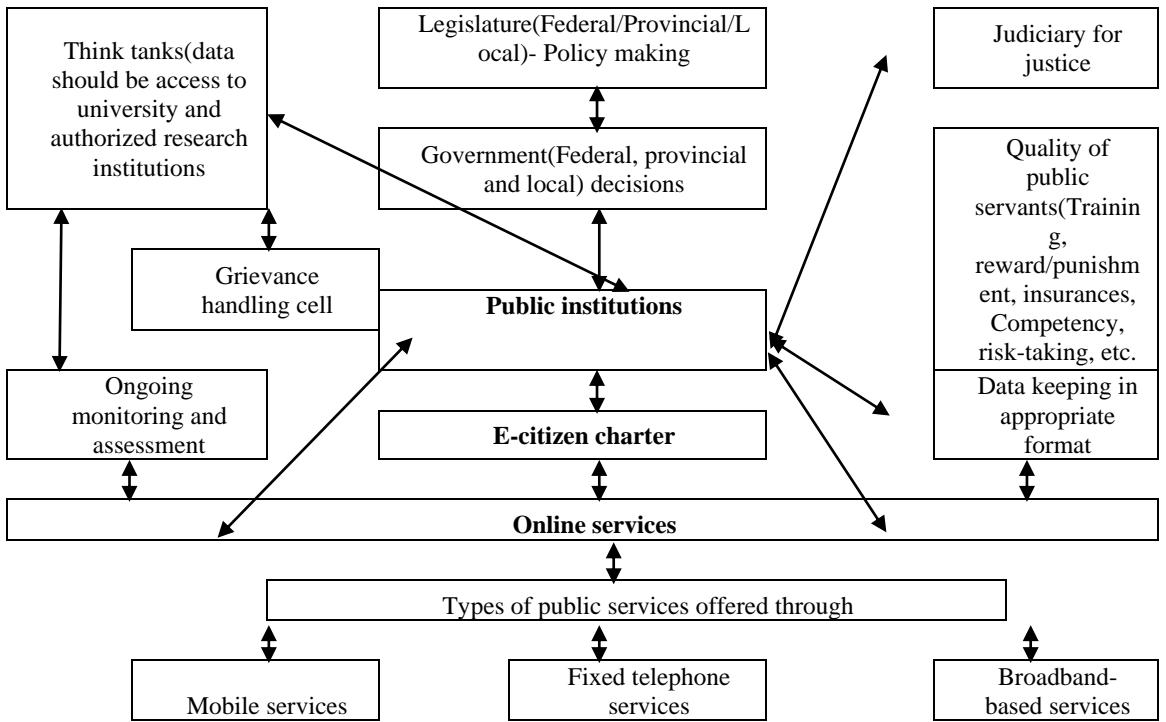 Think tanks(data
should be access to
university and
authorized research
institutions
Legislature(Federal/Provincial/L
ocal)- Policy making
Judiciary for
justice
Government(Federal, provincial
and local) decisions
Quality of
public
servants(Trainin
g,
reward/punishm
ent, insurances,
Competency,
risk-taking, etc.
Grievance
handling cell
Public institutions
Ongoing
monitoring and
assessment
E-citizen charter
Data keeping in
appropriate
format
Online services
Types of public services offered through
Mobile services
Fixed telephone
services
Broadband-
based services